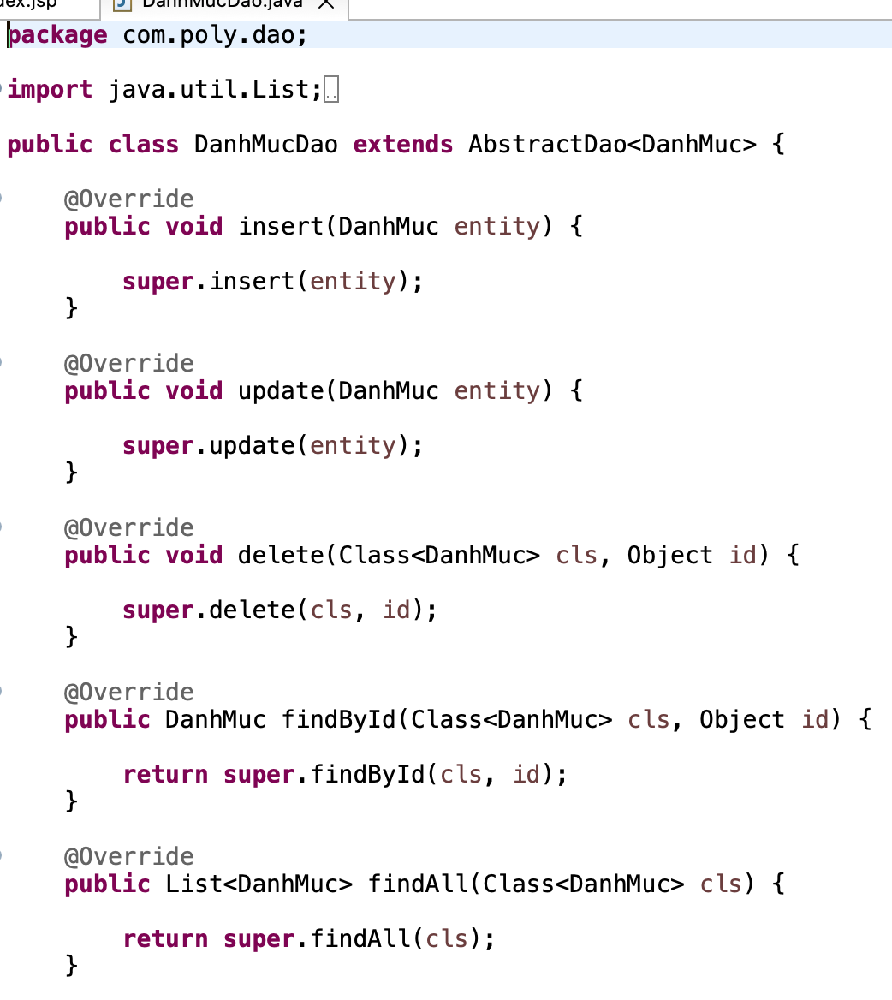 dex.jsp
DanhMucDao.java
package com.poly.dao;
import java.util.List;
public class DanhMucDao extends AbstractDao<DanhMuc> {
@Override
public void insert(DanhMuc entity) {
super.insert(entity);
}
@Override
public void update(DanhMuc entity) {
super.update(entity);
}
@Override
public void delete(Class<DanhMuc> cls, Object id) {
super.delete(cls, id);
}
@Override
public DanhMuc findById(Class<DanhMuc> cls, Object id) {
return super.findById(cls, id);
}
@Override
public List<DanhMuc> findAll(Class<DanhMuc> cls) {
return super.findAll(cls);
}